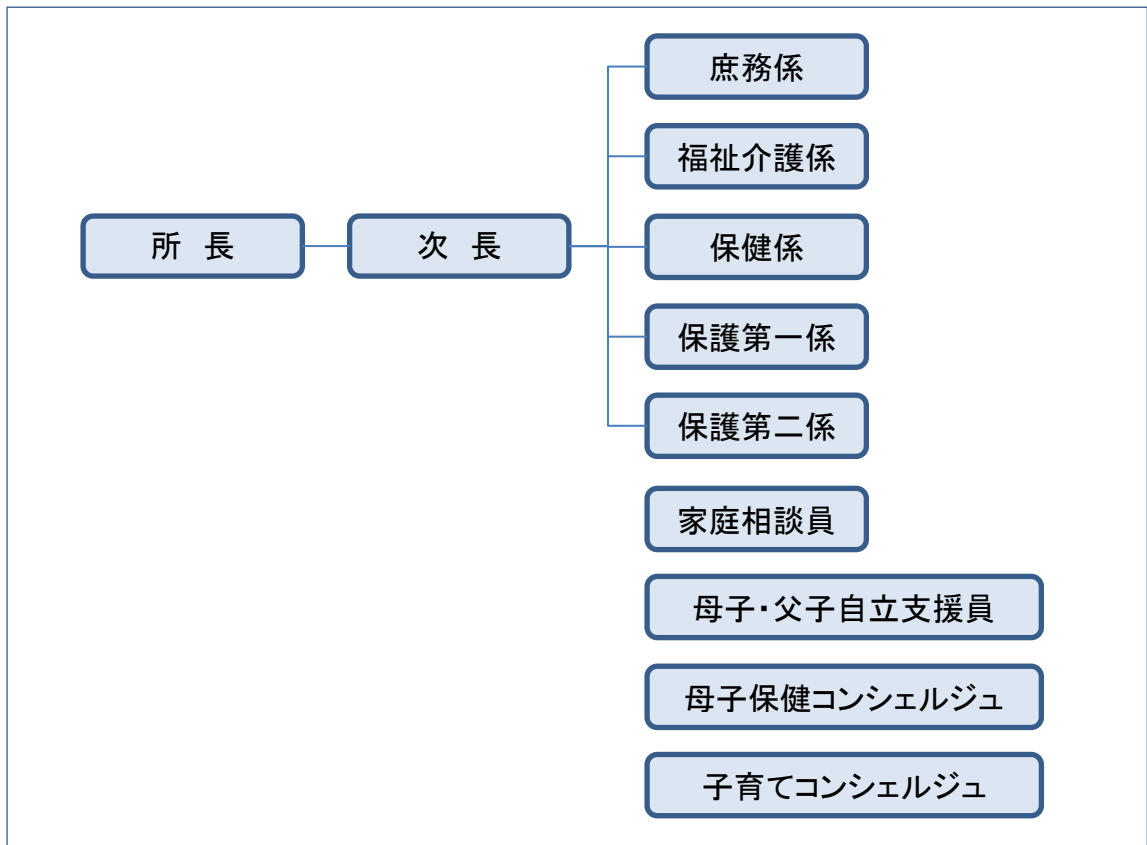 庶務係
福祉介護係
所 長
次 長
保健係
保護第一係
保護第二係
家庭相談員
母子・父子自立支援員
母子保健コンシェルジュ
子育てコンシェルジュ